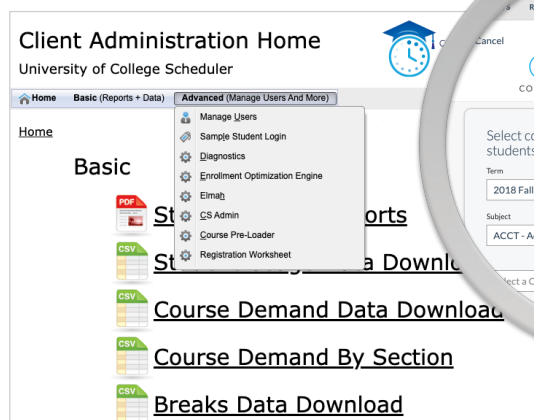 Client Administration Home
University of College Scheduler
Cancel
Home Basic (Reports + Data) Advanced (Manage Users And More)
Home
Manage Users
Sample Student Login
Diagnostics
Enrollment Optimization Engine
Elmah
CS Admin
Course Pre-Loader
Registration Worksheet
Basic
PDF
CSV
CSV
Course Demand Data Download
CSV
Course Demand By Section
CSV
Breaks Data Download
Select
students
Term
2018 Fall
Subject
ACCT